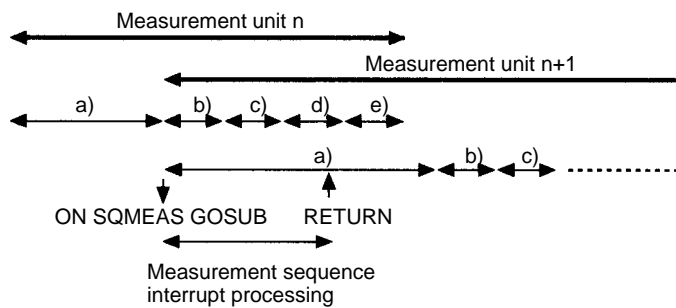 Measurement unit n
Measurement unit n+1
a) b) c) d) e)
a) b) c)
ON SQMEAS GOSUB RETURN
Measurement sequence
interrupt processing